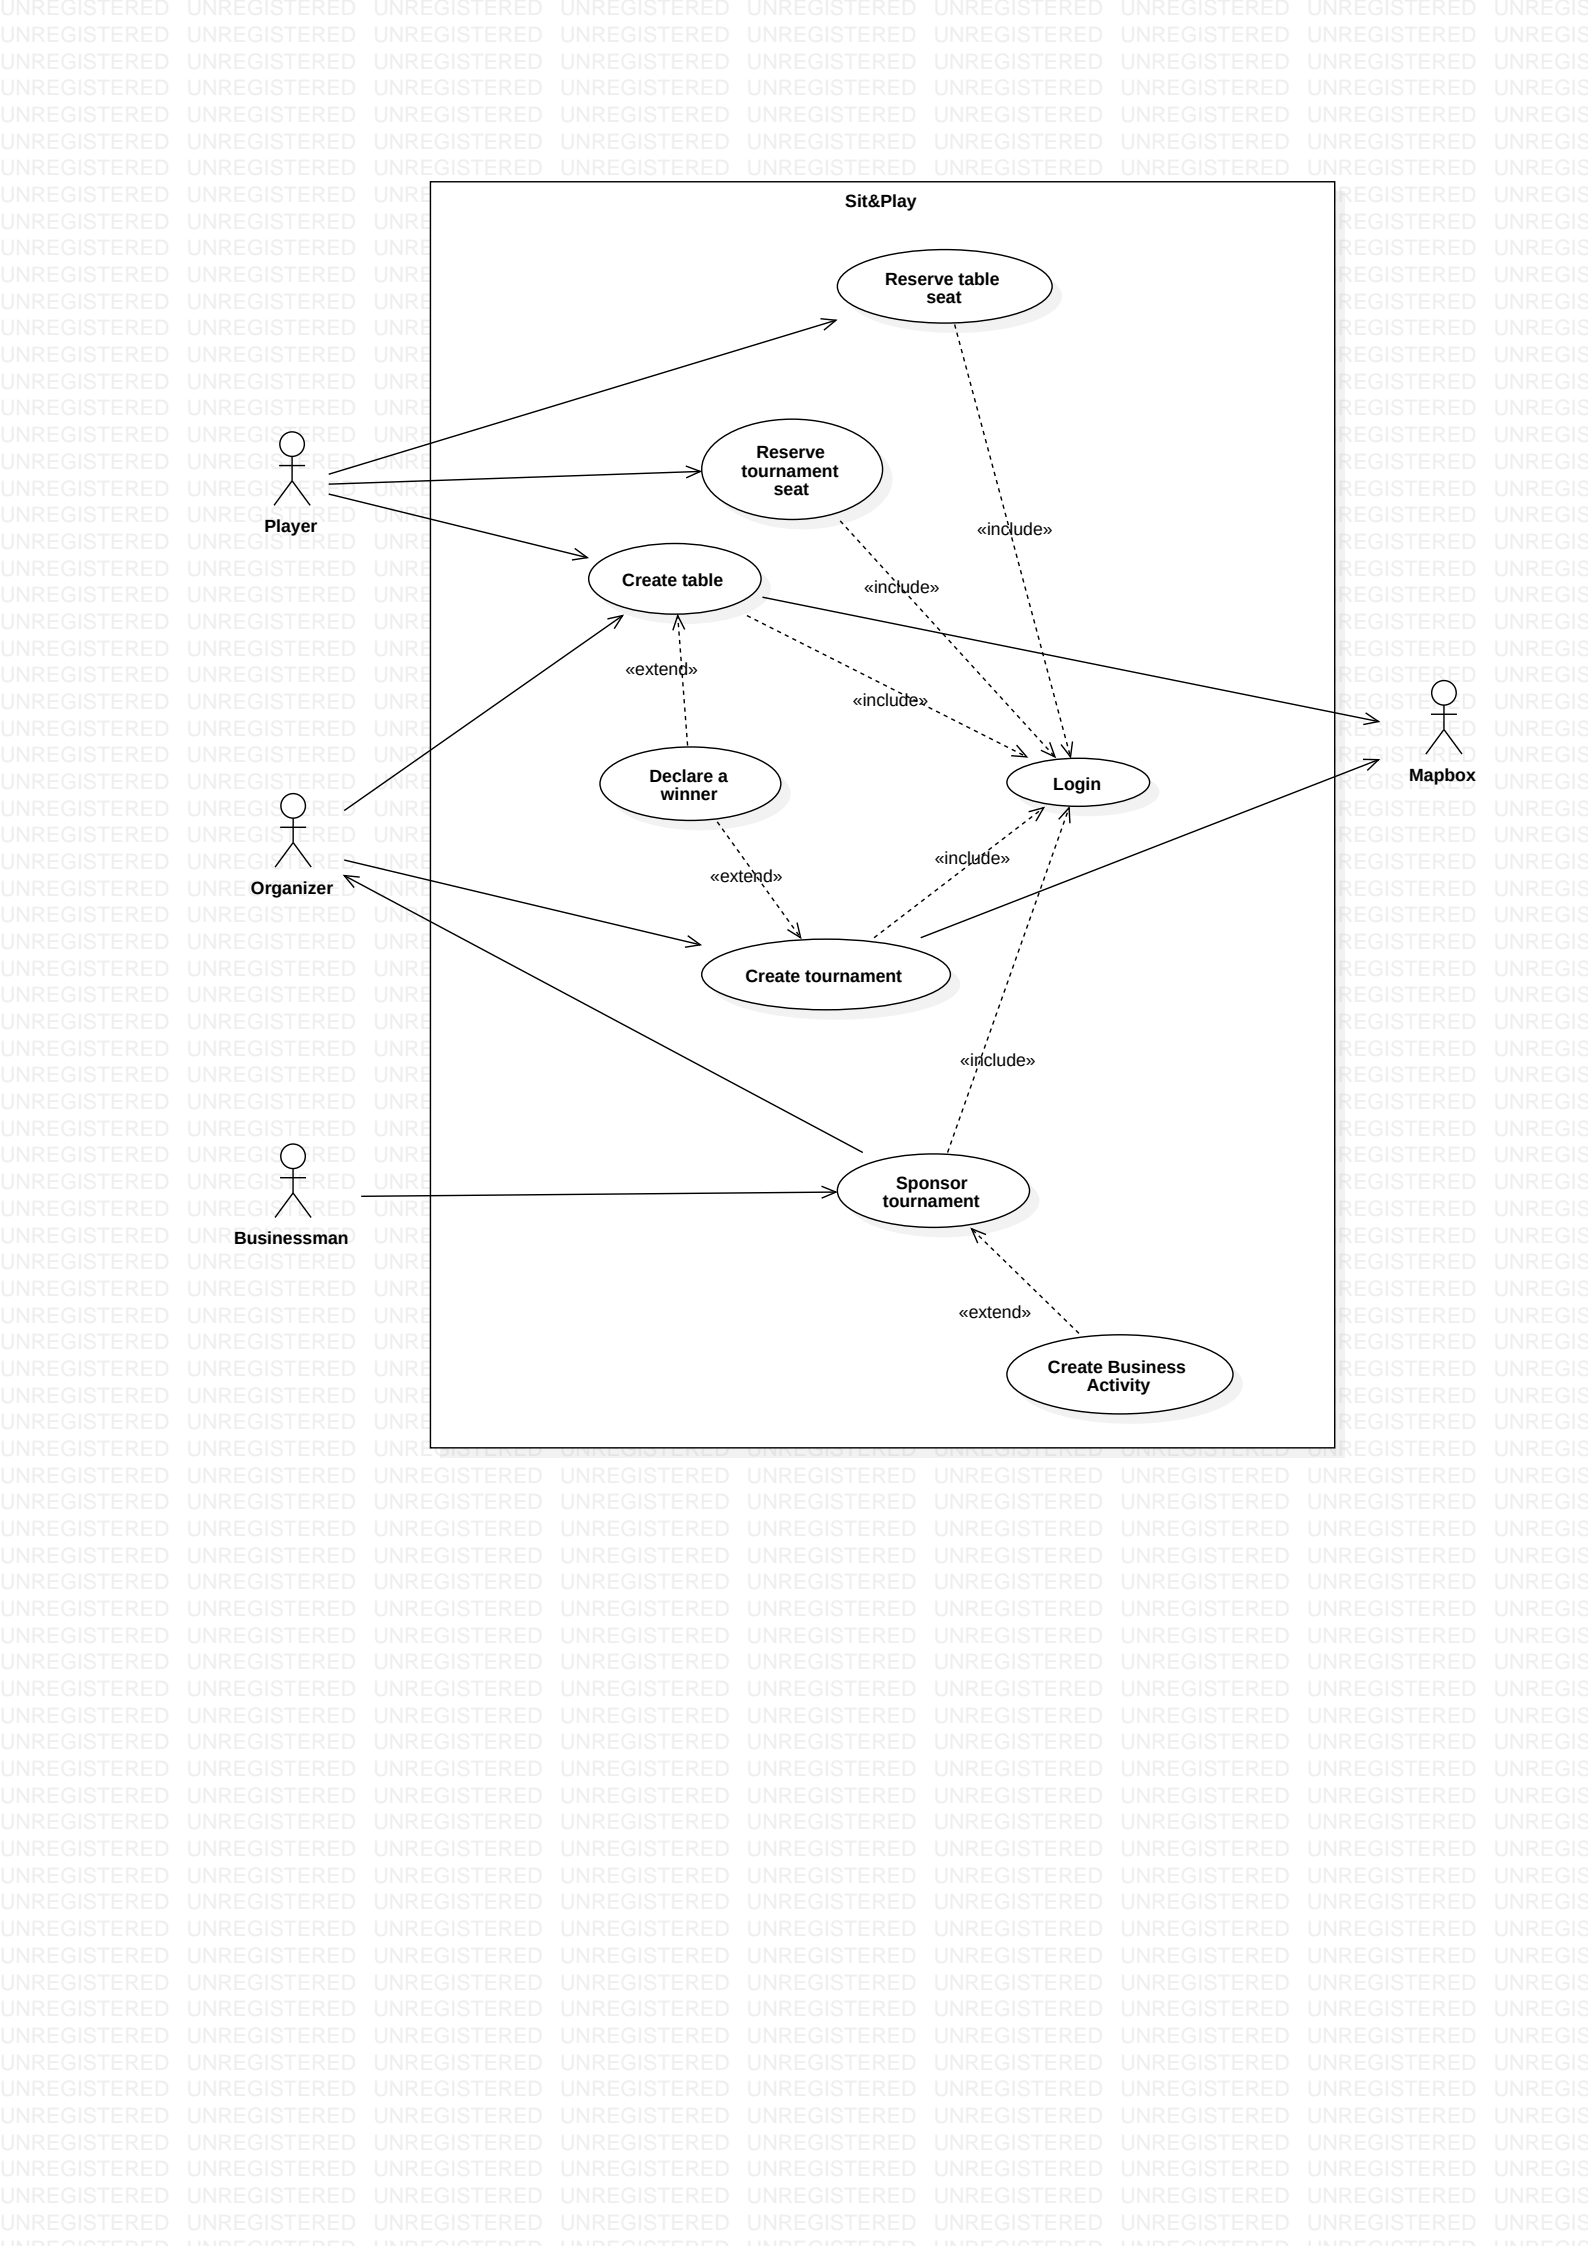 Sit&Play
Reserve table
seat
Reserve
tournament
seat
Player
«include»
Create table
«include»
«extend»
«include»
Declare a
winner
Login
Mapbox
Organizer
«include»
«extend»
Create tournament
«include»
Sponsor
tournament
Businessman
«extend»
Create Business
Activity
UNREGISTERED